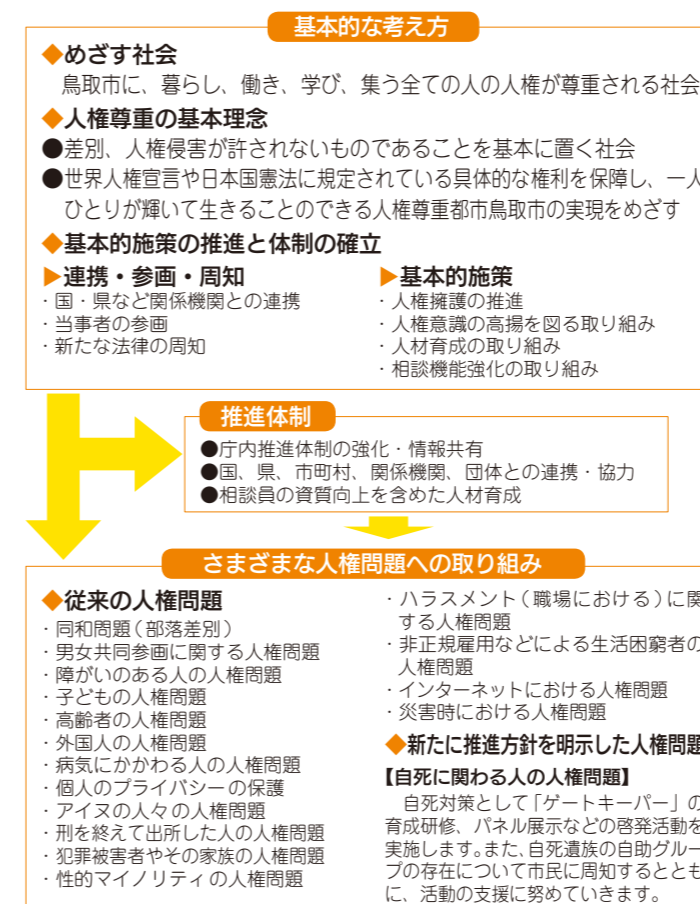 基本的な考え方
◆めざす社会
鳥取市に、暮らし、働き、学び、集う全ての人の人権が尊重される社会
◆人権尊重の基本理念
●差別、人権侵害が許されないものであることを基本に置く社会
●世界人権宣言や日本国憲法に規定されている具体的な権利を保障し、一人
ひとりが輝いて生きることのできる人権尊重都市鳥取市の実現をめざす
◆基本的施策の推進と体制の確立
▶連携・参画・周知
・国・県など関係機関との連携
・当事者の参画
・新たな法律の周知
▶基本的施策
・人権擁護の推進
・人権意識の高揚を図る取り組み
・人材育成の取り組み
・相談機能強化の取り組み
推進体制
●庁内推進体制の強化・情報共有
●国、県、市町村、関係機関、団体との連携・協力
●相談員の資質向上を含めた人材育成
さまざまな人権問題への取り組み
◆従来の人権問題
・同和問題(部落差別)
・男女共同参画に関する人権問題
・障がいのある人の人権問題
・子どもの人権問題
・高齢者の人権問題
・外国人の人権問題
・病気にかかわる人の人権問題
・個人のプライバシーの保護
・アイヌの人々の人権問題
・刑を終えて出所した人の人権問題
・犯罪被害者やその家族の人権問題
・性的マイノリティの人権問題
・ハラスメント(職場における)に関
する人権問題
・非正規雇用などによる生活困窮者の
人権問題
・インターネットにおける人権問題
・災害時における人権問題
◆新たに推進方針を明示した人権問題
【自死に関わる人の人権問題】
自死対策として「ゲートキーパー」の
育成研修、パネル展示などの啓発活動を
実施します。また、自死遺族の自助グルー
プの存在について市民に周知するととも
に、活動の支援に努めていきます。